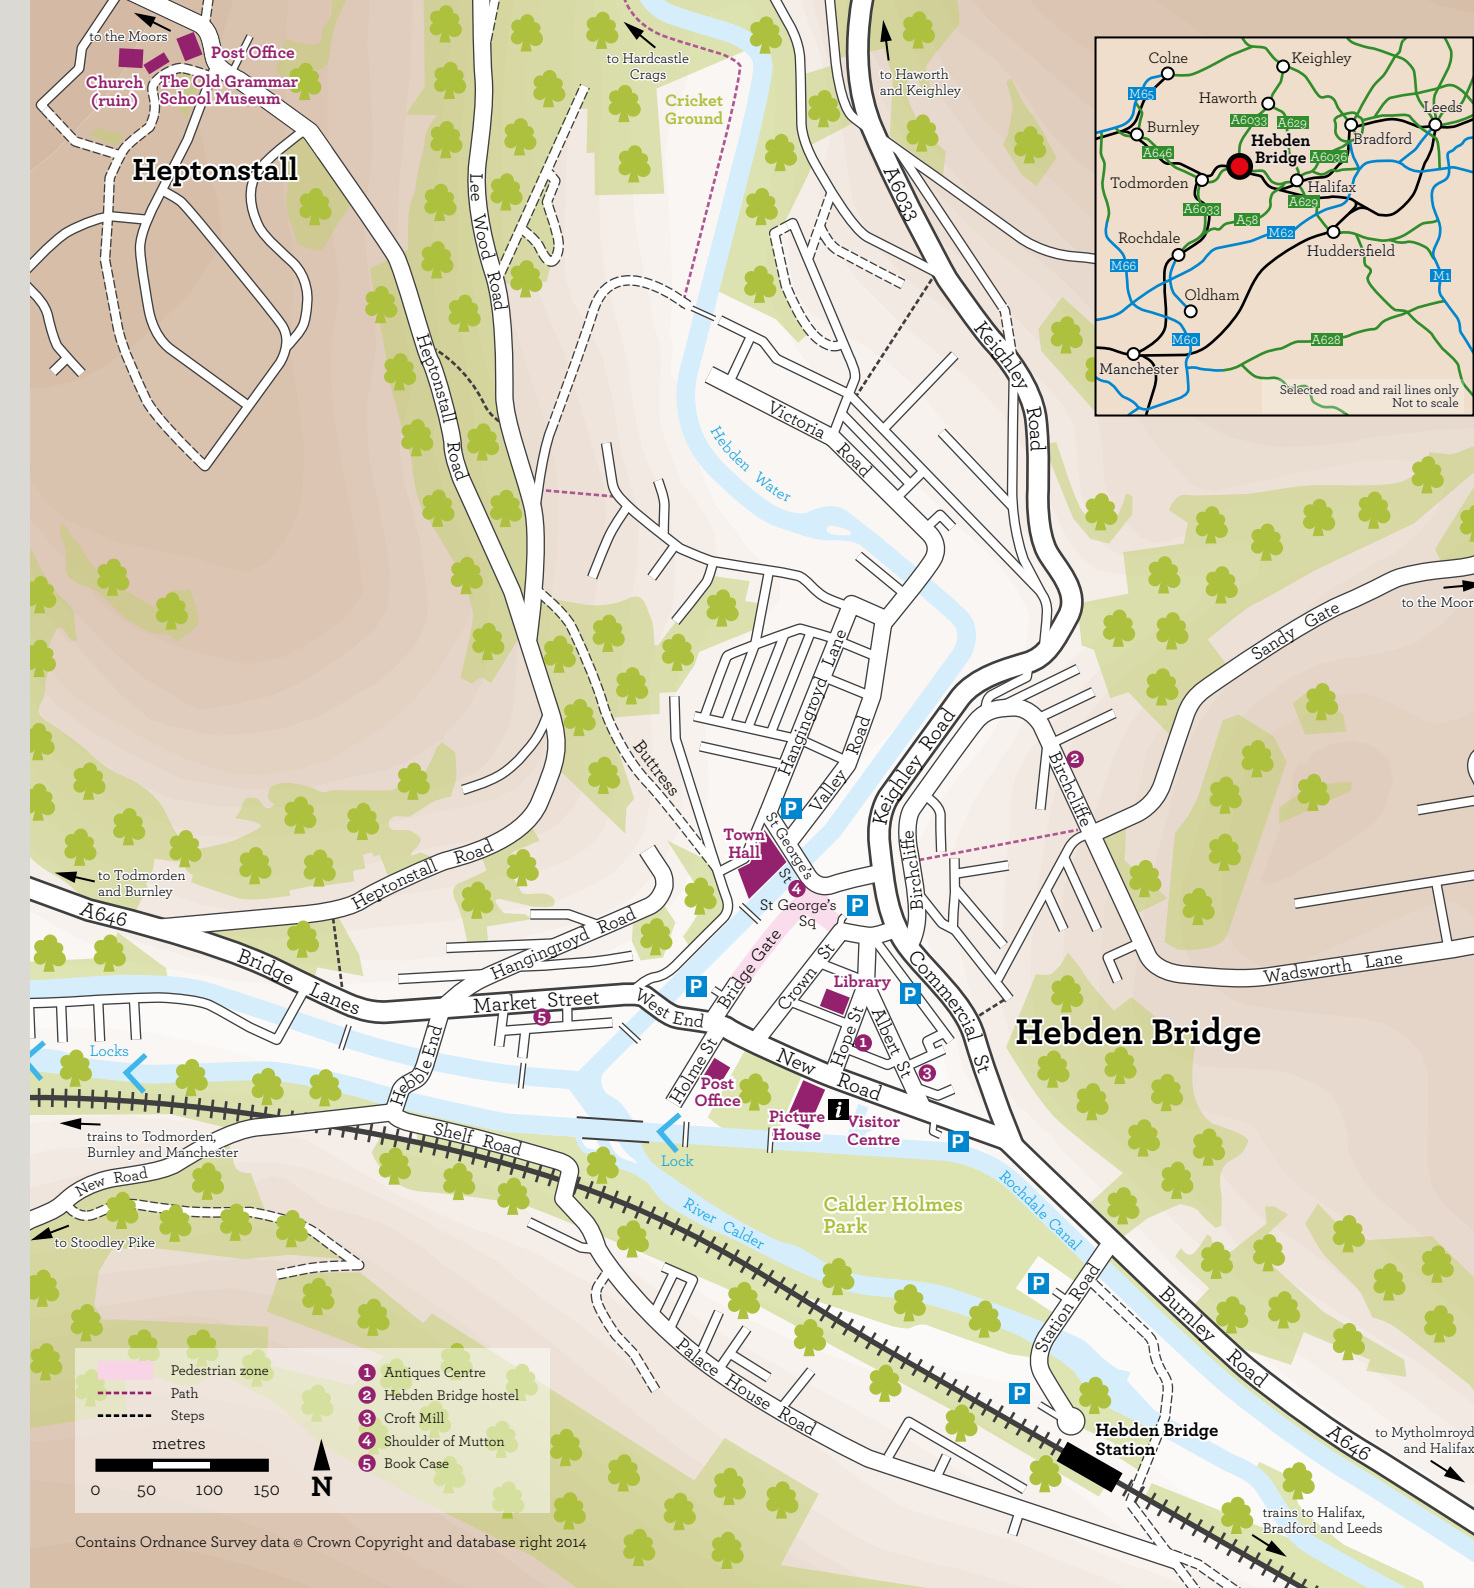 to the Moors
Post Office
Church
(ruin)
The Old Grammar
School Museum
Heptonstall
to Hardcastle
Crags
Cricket
Ground
to Haworth
and Keighley
A6033
Lee Wood Road
Heptonstall Road
Keighley Road
Victoria Road
Hebden Water
Colne
Keighley
M65
Haworth
Leeds
Burnley
A6033
A629
Bradford
A646
Hebden
Bridge
A6036
Todmorden
Halifax
A6033
A629
A58
Rochdale
M62
Huddersfield
M66
M1
Oldham
M60
A628
Manchester
Selected road and rail lines only
Not to scale
to the Moor
Sandy Gate
Hangingroyd Lane
Valley Road
Buttress
Keighley Road
Birchcliffe
2
Birchcliffe
P
Town
Hall
St George's
St
4
St George's
Sq
P
to Todmorden
and Burnley
Heptonstall Road
A646
Bridge Lanes
Hangingroyd Road
Market Street
5
West End
P
Bridge Gate
Crown St
Library
P
Commercial St
Wadsworth Lane
Hebden Bridge
Hope St
1
Albert St
3
New Road
Holme St
Post
Office
Picture
House
i
Visitor
Centre
P
Locks
Hebble End
trains to Todmorden,
Burnley and Manchester
New Road
Shelf Road
Lock
to Stoodley Pike
River Calder
Calder Holmes
Park
Rochdale Canal
P
Station Road
Burnley Road
P
Palace House Road
Hebden Bridge
Station
A646
to Mytholmroyd
and Halifax
trains to Halifax,
Bradford and Leeds
Pedestrian zone
Path
Steps
metres
0 50 100 150
N
1 Antiques Centre
2 Hebden Bridge hostel
3 Croft Mill
4 Shoulder of Mutton
5 Book Case
Contains Ordnance Survey data © Crown Copyright and database right 2014